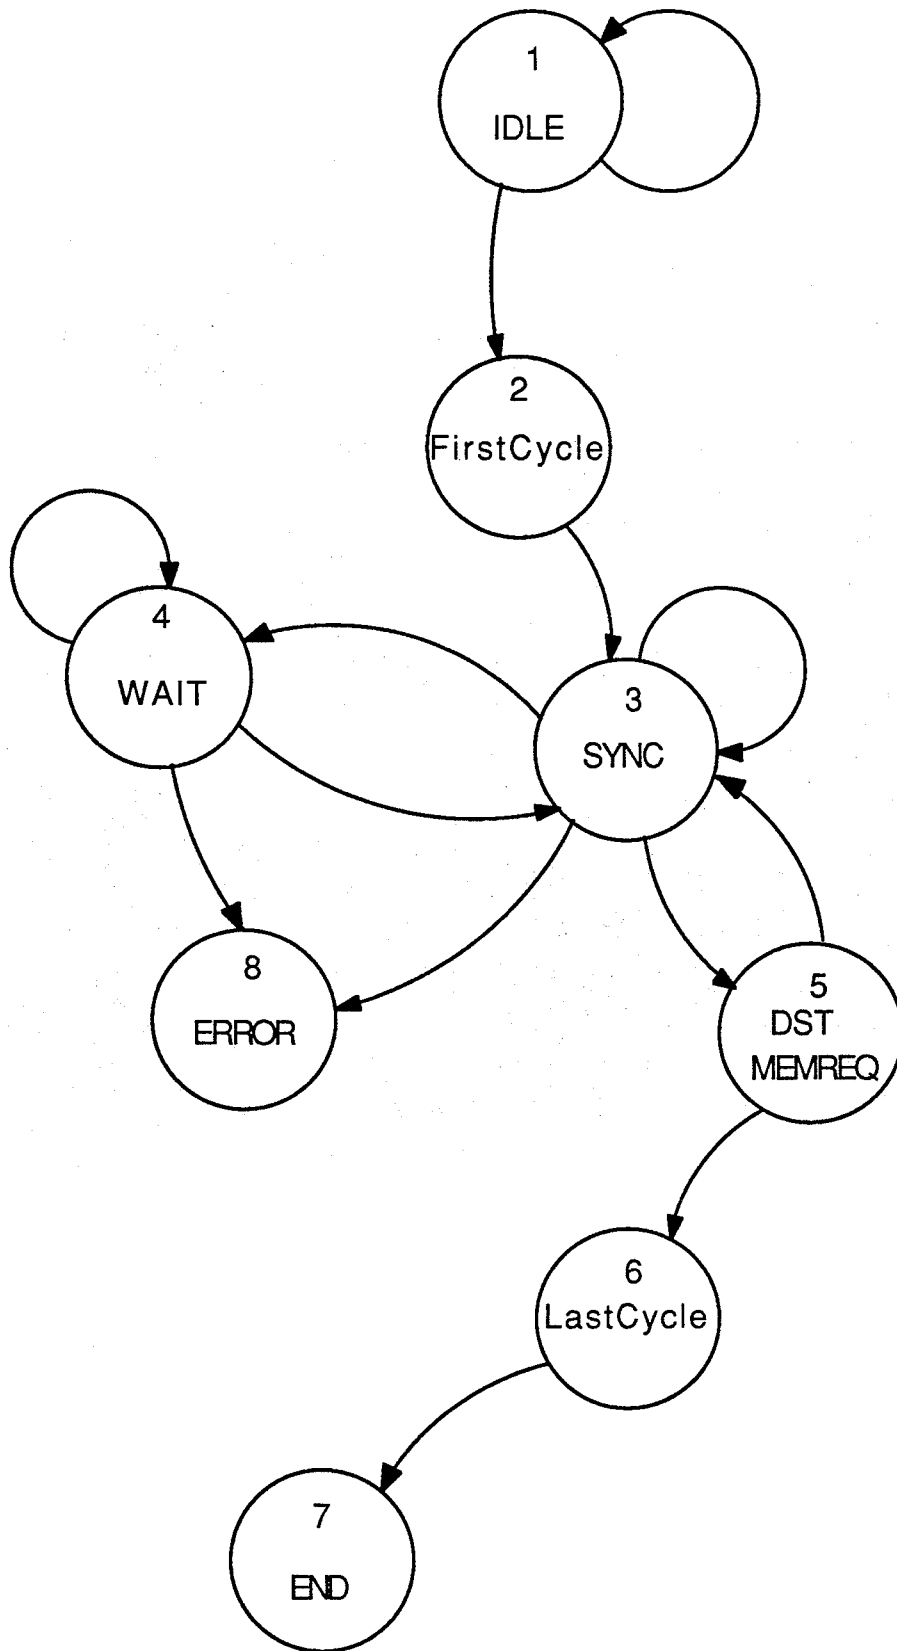 1
IDLE
2
FirstCycle
4
WAIT
3
SYNC
8
ERROR
5
DST
MEMREQ
6
LastCycle
7
END